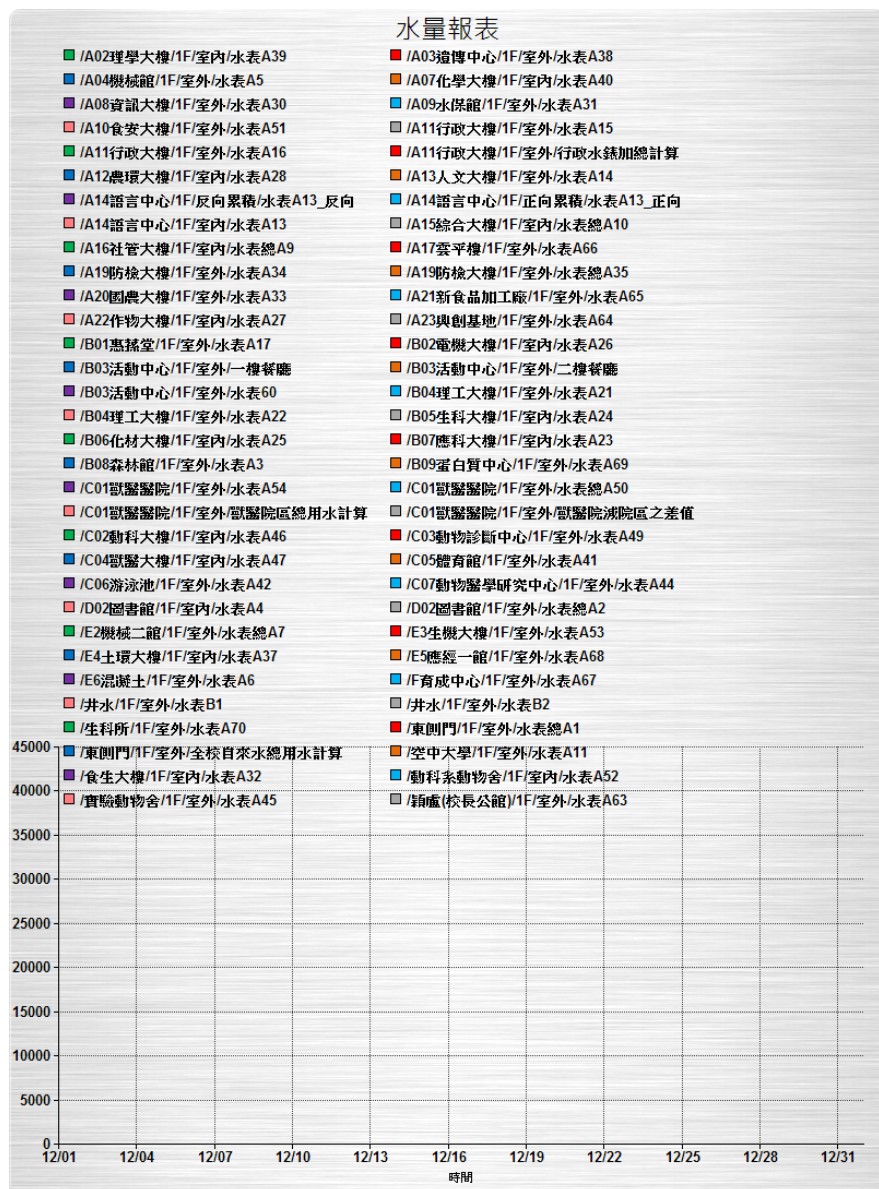 水量報表
/A02理學大樓/1F/室內/水表A39 /A03遺傳中心/1F/室外/水表A38
/A04機械館/1F/室外/水表A5 /A07化學大樓/1F/室內/水表A40
/A08資訊大樓/1F/室外/水表A30 /A09水保館/1F/室外/水表A31
/A10食安大樓/1F/室外/水表A51 /A11行政大樓/1F/室外/水表A15
/A11行政大樓/1F/室外/水表A16 /A11行政大樓/1F/室外/行政水錶加總計算
/A12農環大樓/1F/室內/水表A28 /A13人文大樓/1F/室外/水表A14
/A14語言中心/1F/反向累積/水表A13_反向 /A14語言中心/1F/正向累積/水表A13_正向
/A14語言中心/1F/室內/水表A13 /A15綜合大樓/1F/室內/水表總A10
/A16社管大樓/1F/室內/水表總A9 /A17雲平樓/1F/室外/水表A66
/A19防檢大樓/1F/室外/水表A34 /A19防檢大樓/1F/室外/水表總A35
/A20國農大樓/1F/室外/水表A33 /A21新食品加工廠/1F/室外/水表A65
/A22作物大樓/1F/室內/水表A27 /A23興創基地/1F/室外/水表A64
/B01惠蓀堂/1F/室外/水表A17 /B02電機大樓/1F/室內/水表A26
/B03活動中心/1F/室外/一樓餐廳 /B03活動中心/1F/室外/二樓餐廳
/B03活動中心/1F/室外/水表60 /B04理工大樓/1F/室外/水表A21
/B04理工大樓/1F/室外/水表A22 /B05生科大樓/1F/室內/水表A24
/B06化材大樓/1F/室內/水表A25 /B07應科大樓/1F/室內/水表A23
/B08森林館/1F/室外/水表A3 /B09蛋白質中心/1F/室外/水表A69
/C01獸醫醫院/1F/室外/水表A54 /C01獸醫醫院/1F/室外/水表總A50
/C01獸醫醫院/1F/室外/獸醫院區總用水計算 /C01獸醫醫院/1F/室外/獸醫院減院區之差值
/C02動科大樓/1F/室內/水表A46 /C03動物診斷中心/1F/室外/水表A49
/C04獸醫大樓/1F/室內/水表A47 /C05體育館/1F/室外/水表A41
/C06游泳池/1F/室外/水表A42 /C07動物醫學研究中心/1F/室外/水表A44
/D02圖書館/1F/室內/水表A4 /D02圖書館/1F/室外/水表總A2
/E2機械二館/1F/室外/水表總A7 /E3生機大樓/1F/室外/水表A53
/E4土環大樓/1F/室內/水表A37 /E5應經一館/1F/室外/水表A68
/E6混凝土/1F/室外/水表A6 /F育成中心/1F/室外/水表A67
/井水/1F/室外/水表B1 /井水/1F/室外/水表B2
/生科所/1F/室外/水表A70 /東側門/1F/室外/水表總A1
45000 /東側門/1F/室外/全校自來水總用水計算 /空中大學/1F/室外/水表A11
/食生大樓/1F/室內/水表A32 /動科系動物舍/1F/室內/水表A52
40000 /實驗動物舍/1F/室外/水表A45 /穎廬(校長公館)/1F/室外/水表A63
35000
30000
25000
20000
15000
10000
5000
0
12/01 12/04 12/07 12/10 12/13 12/16 12/19 12/22 12/25 12/28 12/31
時間